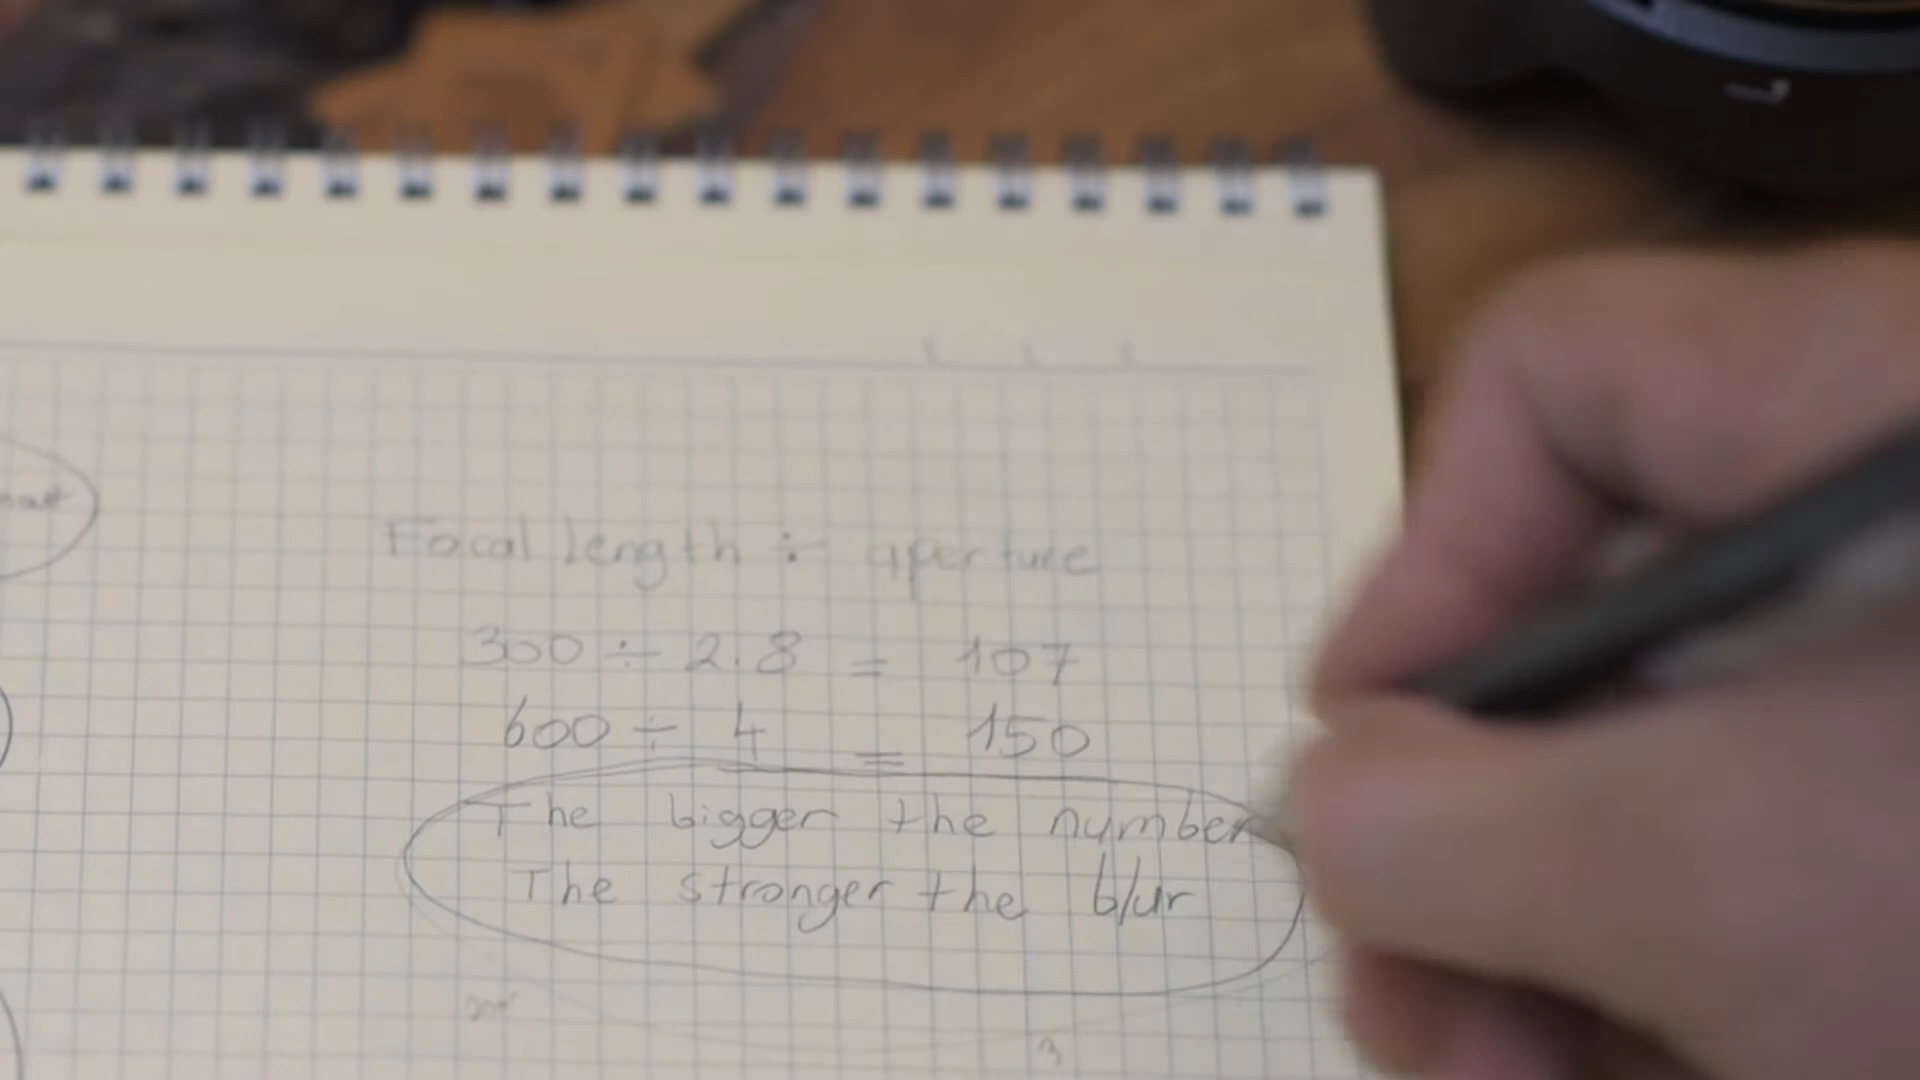 Focal length ÷ aperture
300 ÷ 2.8 = 107
600 ÷ 4 = 150
The bigger the number
The stronger the blur